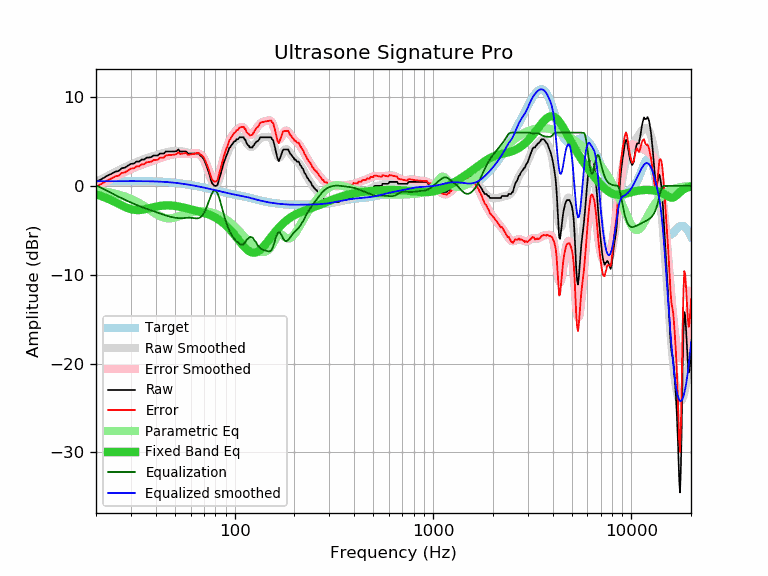 Ultrasone Signature Pro
10
0
−10
−20
−30
Amplitude (dBr)
Target
Raw Smoothed
Error Smoothed
Raw
Error
Parametric Eq
Fixed Band Eq
Equalization
Equalized smoothed
100
1000
10000
Frequency (Hz)